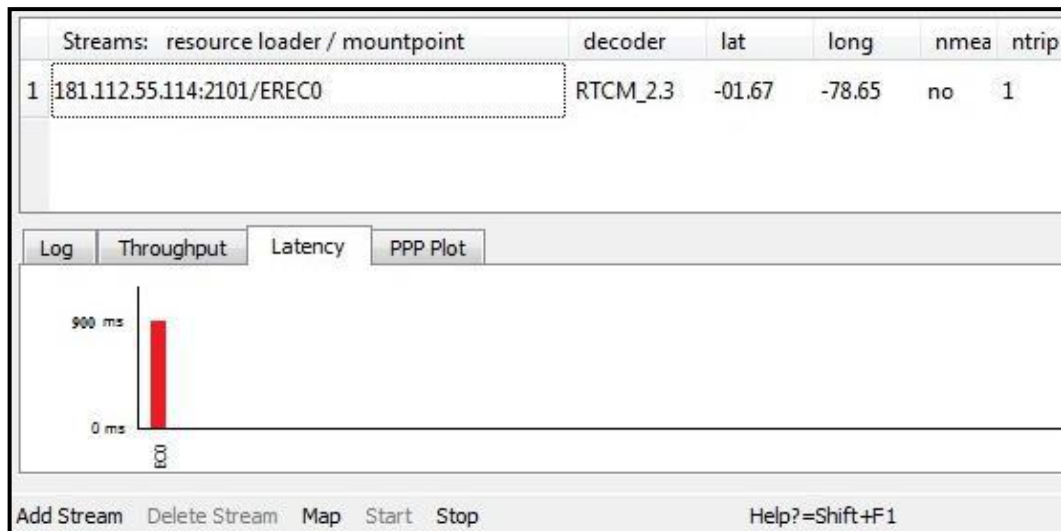 Streams: resource loader / mountpoint decoder lat long nmea ntrip
1 181.112.55.114:2101/EREC0 RTCM_2.3 -01.67 -78.65 no 1
Log Throughput Latency PPP Plot
900 ms
0 ms
EC0
Add Stream Delete Stream Map Start Stop Help?=Shift+F1